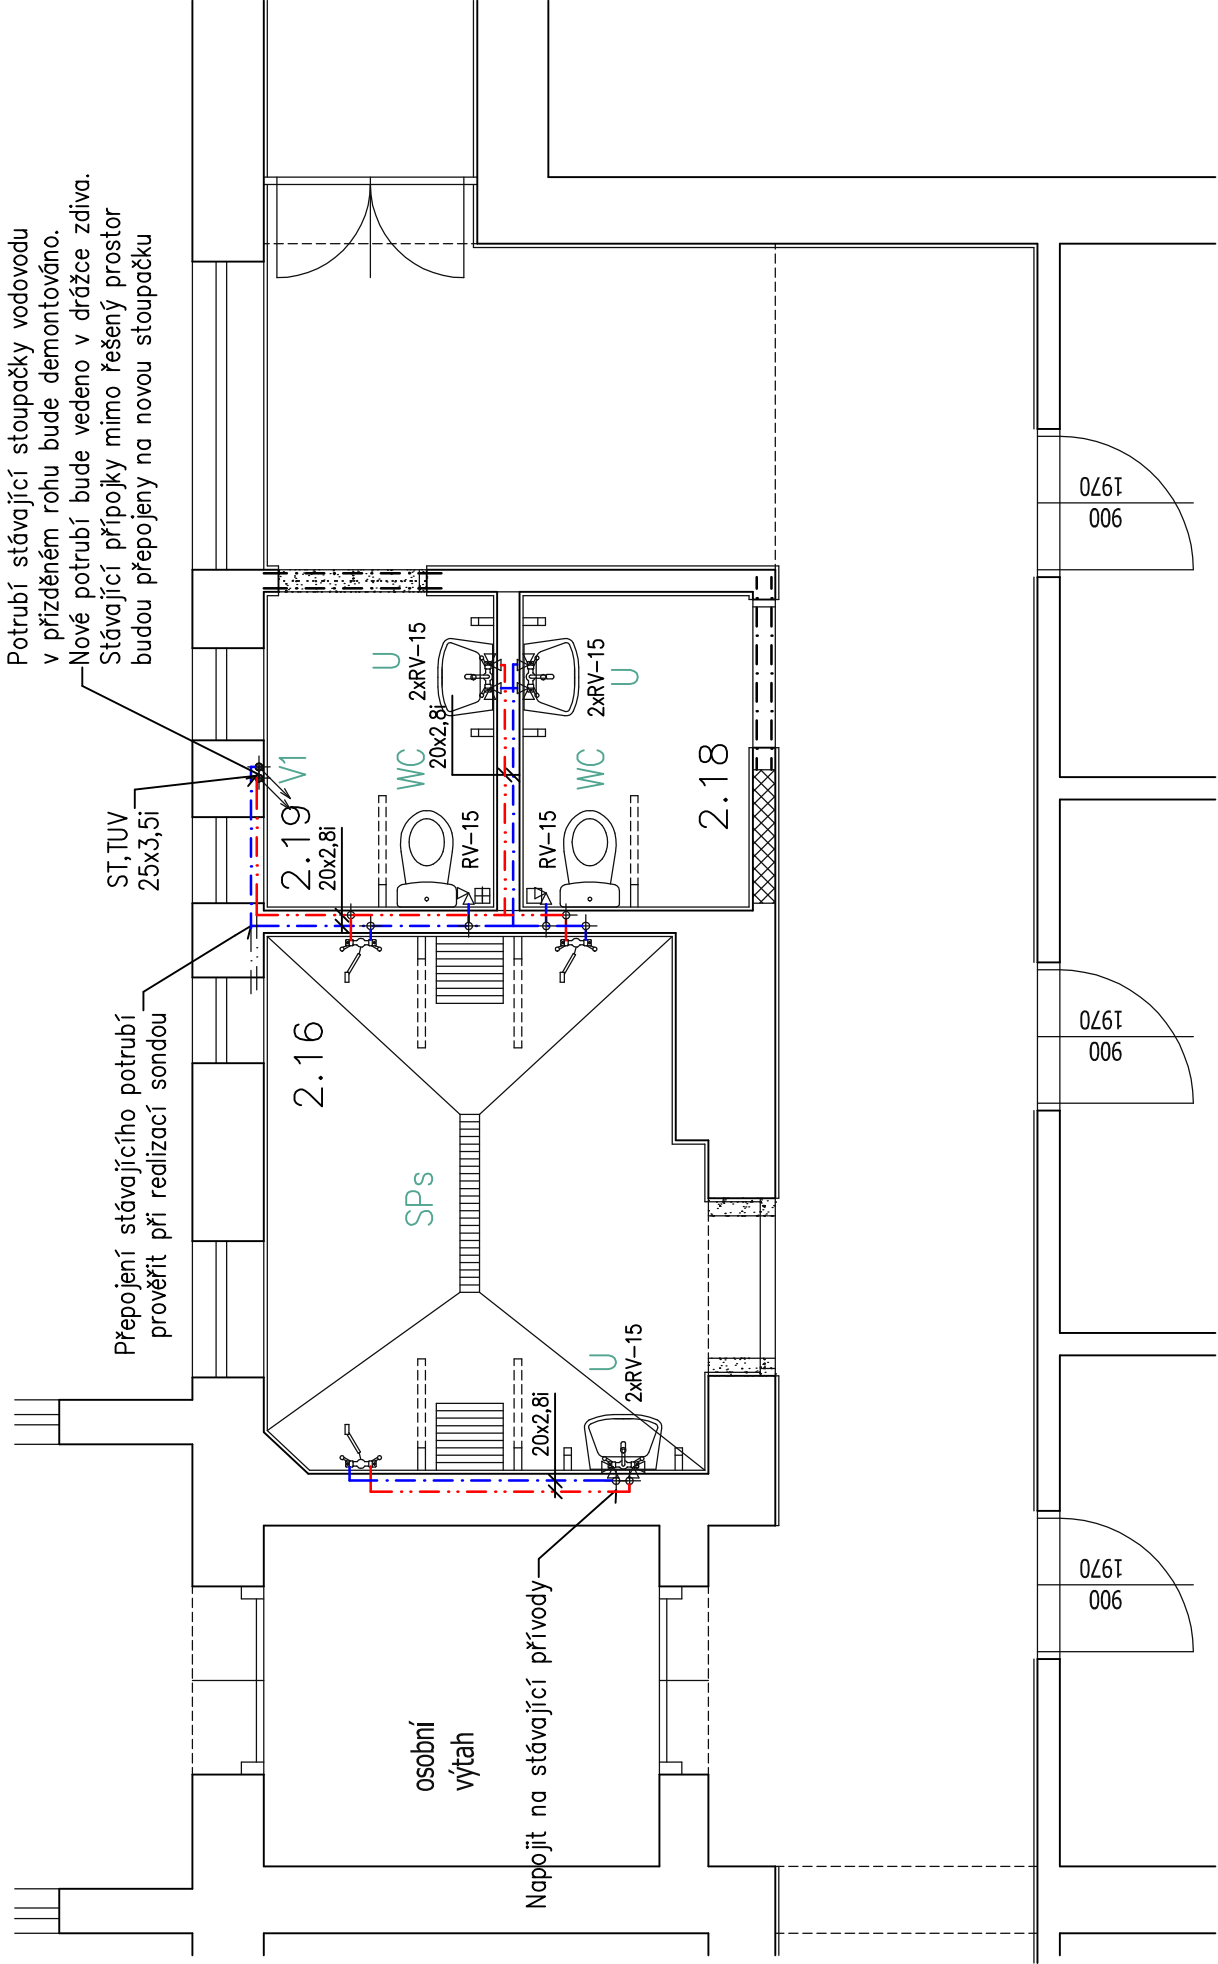 Potrubí stávající stoupačky vodovodu
v přizděném rohu bude demontováno.
Nové potrubí bude vedeno v drážce zdiva.
Stávající přípojky mimo řešený prostor
budou přepojeny na novou stoupačku
ST,TUV
25x3,5i
Přepojení stávajícího potrubí
prověřit při realizací sondou
V1
2.19
20x2,8i
U
2xRV-15
WC
20x2,8i
RV-15
RV-15
WC
2xRV-15
U
2.18
2.16
SPs
U
2xRV-15
20x2,8i
Napojit na stávající přívody
osobní
výtah
900
1970
900
1970
900
1970